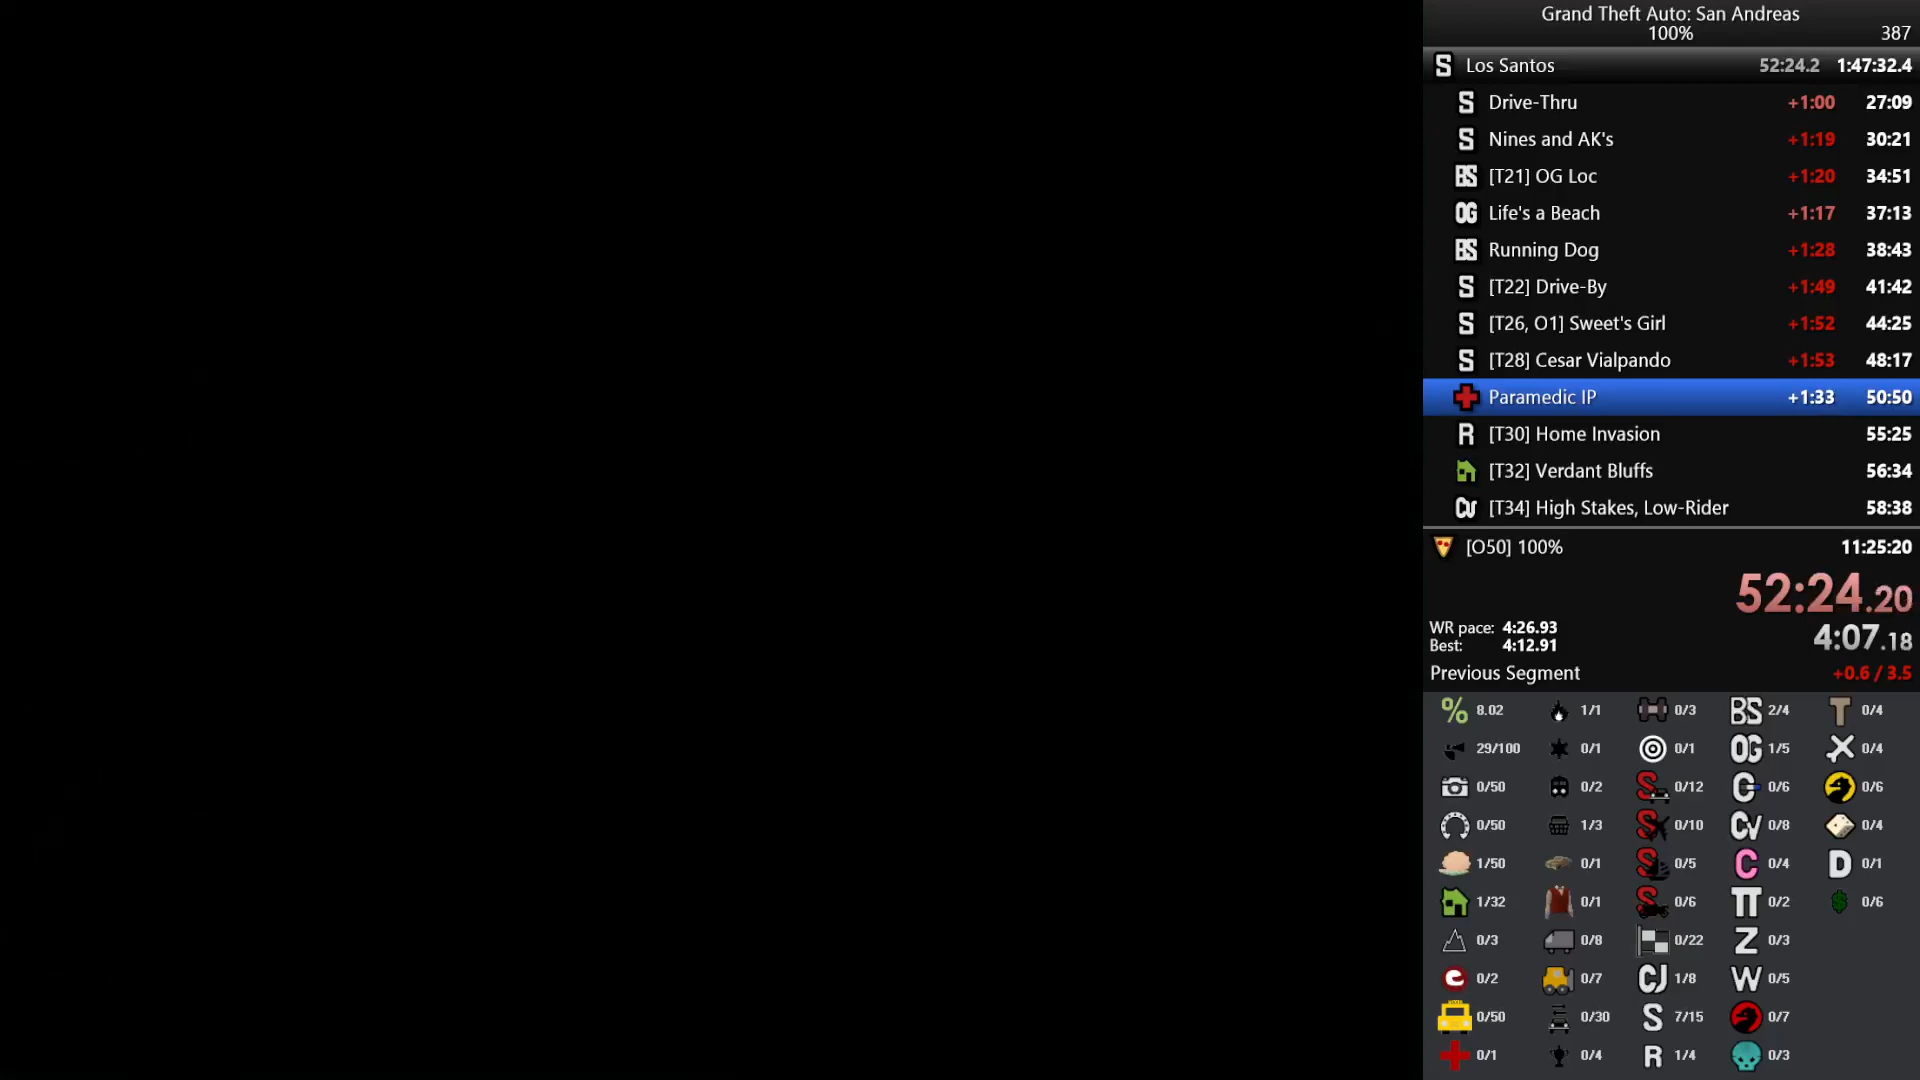 Grand Theft Auto: San Andreas
100% 387
S Los Santos 52:24.2 1:47:32.4
S Drive-Thru +1:00 27:09
S Nines and AK's +1:19 30:21
BS [T21] OG Loc +1:20 34:51
OG Life's a Beach +1:17 37:13
BS Running Dog +1:28 38:43
S [T22] Drive-By +1:49 41:42
S [T26, O1] Sweet's Girl +1:52 44:25
S [T28] Cesar Vialpando +1:53 48:17
Paramedic IP +1:33 50:50
R [T30] Home Invasion 55:25
[T32] Verdant Bluffs 56:34
CV [T34] High Stakes, Low-Rider 58:38
[O50] 100% 11:25:20
52:24.20
WR pace: 4:26.93
Best: 4:12.91
4:07.18
Previous Segment +0.6 / 3.5
% 8.02 1/1 0/3 BS 2/4 T 0/4
29/100 0/1 0/1 OG 1/5 0/4
0/50 0/2 S 0/12 C 0/6 0/6
0/50 1/3 S 0/10 CV 0/8 0/4
1/50 0/1 S 0/5 C 0/4 D 0/1
1/32 0/1 S 0/6 TT 0/2 $ 0/6
0/3 0/8 0/22 Z 0/3
e 0/2 0/7 CJ 1/8 W 0/5
0/50 0/30 S 7/15 0/7
0/1 0/4 R 1/4 0/3